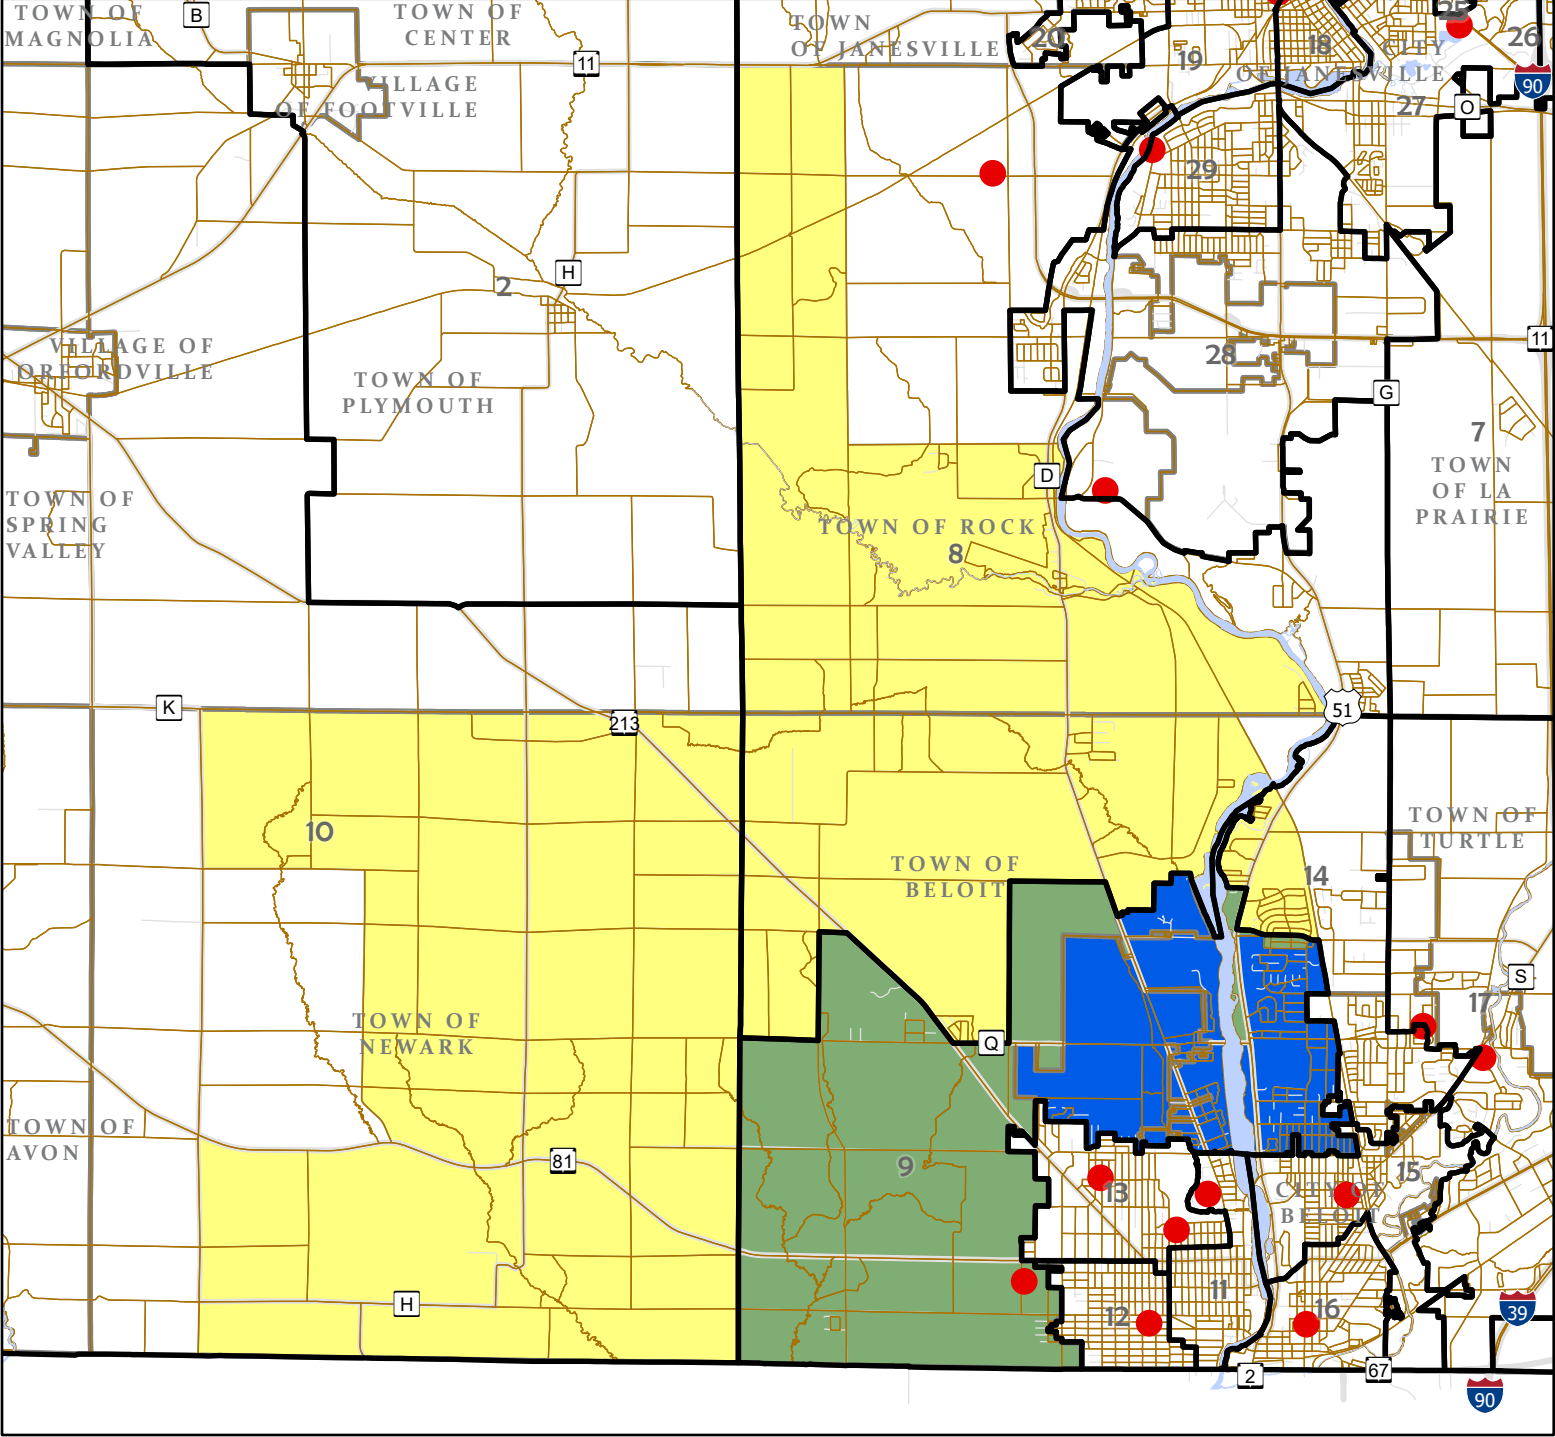 TOWN OF
MAGNOLIA
B
TOWN OF
CENTER
11
TOWN
OF JANESVILLE
20
19
18
25
26
CITY
OF JANESVILLE
90
27
O
VILLAGE
OF FOOTVILLE
29
2
H
VILLAGE OF
ORFORDVILLE
TOWN OF
PLYMOUTH
28
11
G
7
TOWN
OF LA
PRAIRIE
D
TOWN OF
SPRING
VALLEY
TOWN OF ROCK
8
K
213
51
10
TOWN OF
BELOIT
14
TOWN OF
TURTLE
S
17
TOWN OF
NEWARK
Q
TOWN OF
AVON
81
9
13
15
CITY OF
BELOIT
H
12
11
16
39
2
67
90